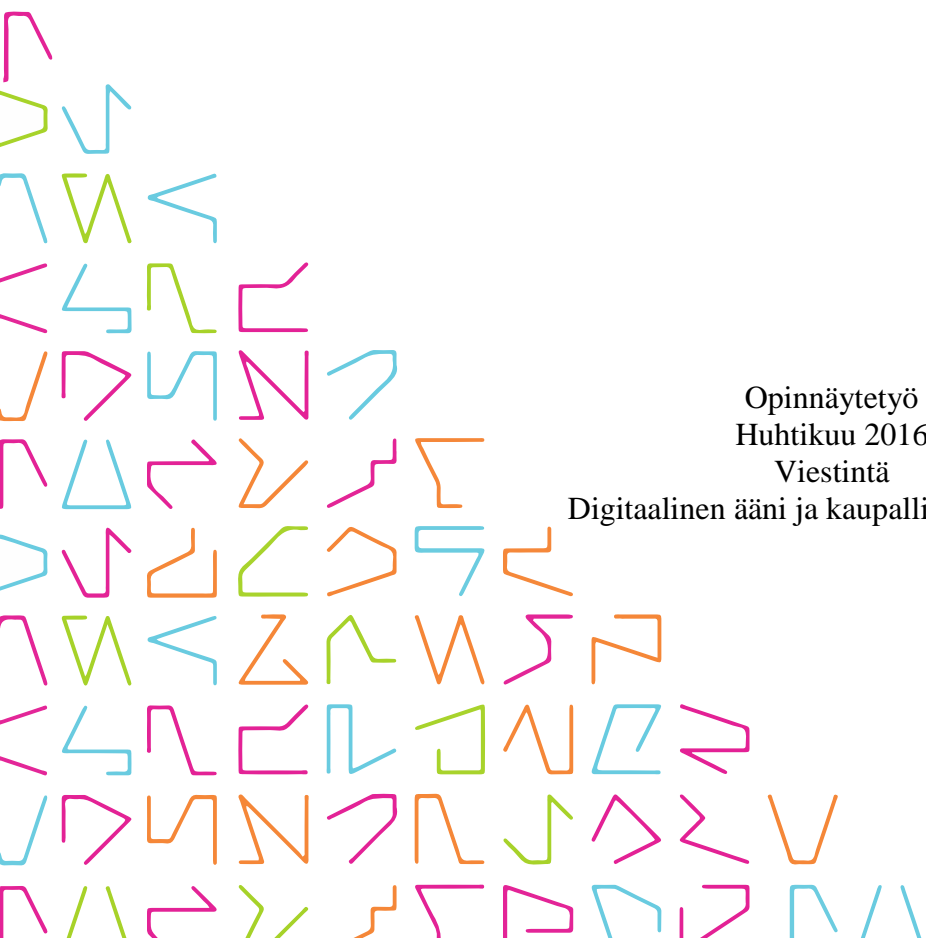 Opinnäytetyö
Huhtikuu 2016
Viestintä
Digitaalinen ääni ja kaupalli